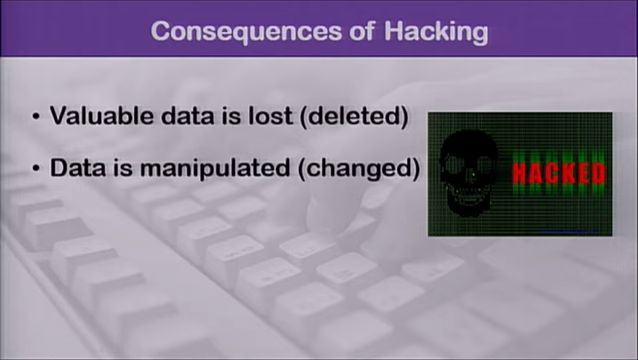 Consequences of Hacking
• Valuable data is lost (deleted)
• Data is manipulated (changed)
HACKED